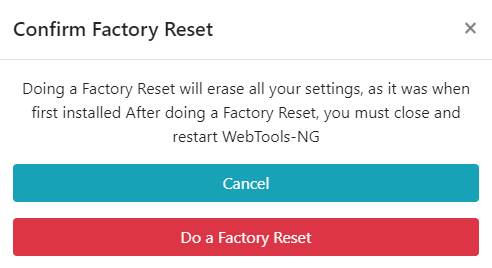 Confirm Factory Reset ×
Doing a Factory Reset will erase all your settings, as it was when
first installed After doing a Factory Reset, you must close and
restart WebTools-NG
Cancel
Do a Factory Reset